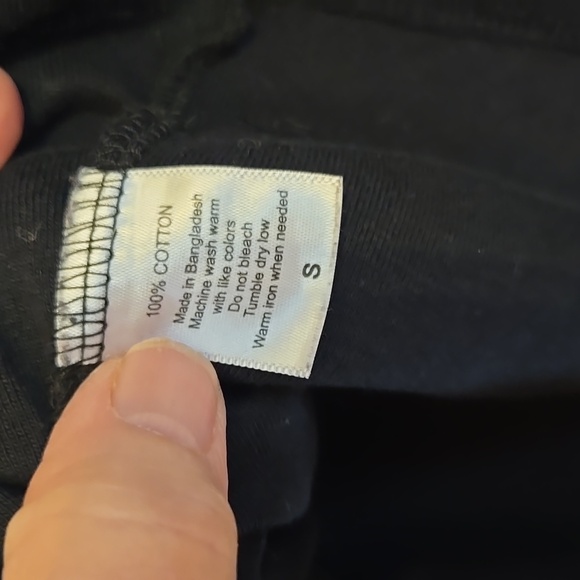 100% COTTON
Made in Bangladesh
Machine wash warm
with like colors
Do not bleach
Tumble dry low
Warm iron when needed
S